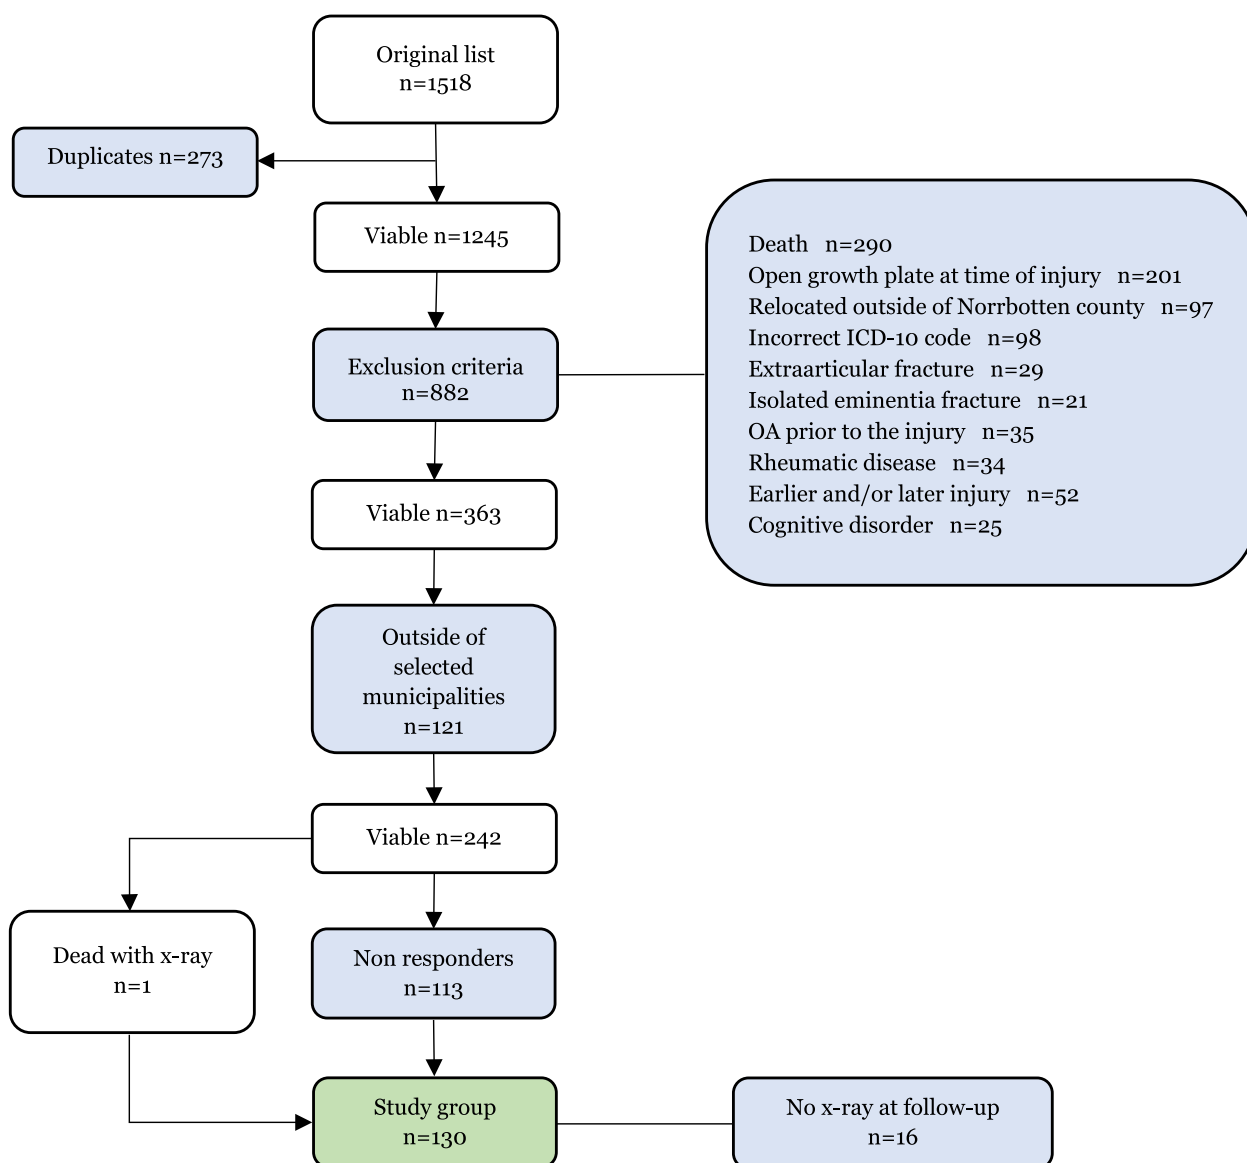 Original list
n=1518
Duplicates n=273
Viable n=1245
Exclusion criteria
n=882
Death n=290
Open growth plate at time of injury n=201
Relocated outside of Norrbotten county n=97
Incorrect ICD-10 code n=98
Extraarticular fracture n=29
Isolated eminentia fracture n=21
OA prior to the injury n=35
Rheumatic disease n=34
Earlier and/or later injury n=52
Cognitive disorder n=25
Viable n=363
Outside of
selected
municipalities
n=121
Viable n=242
Dead with x-ray
n=1
Non responders
n=113
Study group
n=130
No x-ray at follow-up
n=16